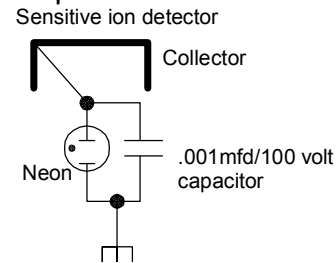 Sensitive ion detector
Collector
Neon
.001mfd/100 volt
capacitor